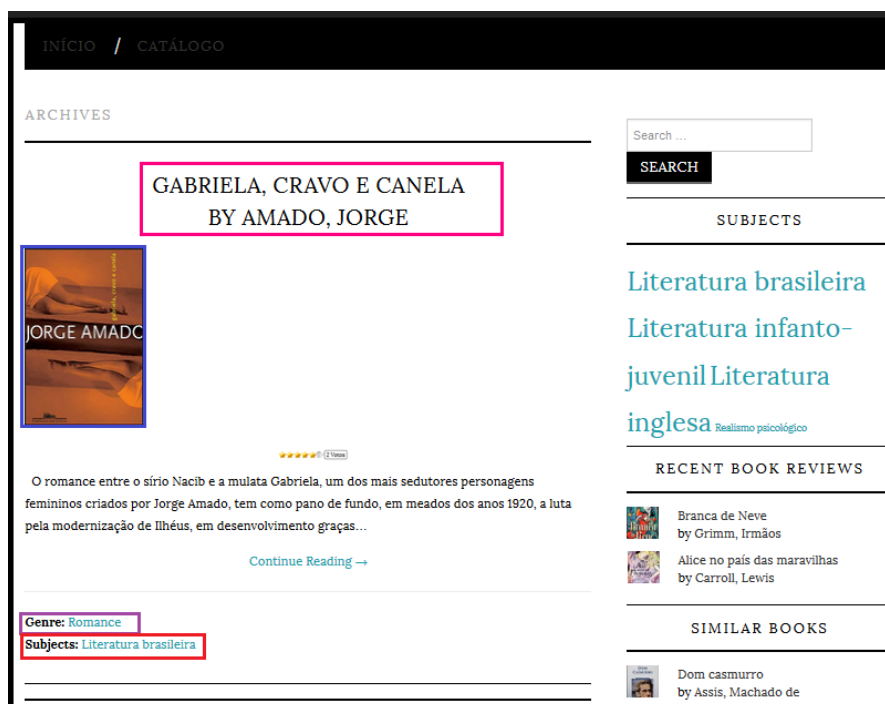 INÍCIO / CATÁLOGO
ARCHIVES
GABRIELA, CRAVO E CANELA
BY AMADO, JORGE
gabriela, cravo e canela
JORGE AMADO
2 Votes
O romance entre o sírio Nacib e a mulata Gabriela, um dos mais sedutores personagens
femininos criados por Jorge Amado, tem como pano de fundo, em meados dos anos 1920, a luta
pela modernização de Ilhéus, em desenvolvimento graças…
Continue Reading →
Genre: Romance
Subjects: Literatura brasileira
Search …
SEARCH
SUBJECTS
Literatura brasileira
Literatura infanto-
juvenil Literatura
inglesa Realismo psicológico
RECENT BOOK REVIEWS
Branca de Neve
by Grimm, Irmãos
Alice no país das maravilhas
by Carroll, Lewis
SIMILAR BOOKS
Dom casmurro
by Assis, Machado de